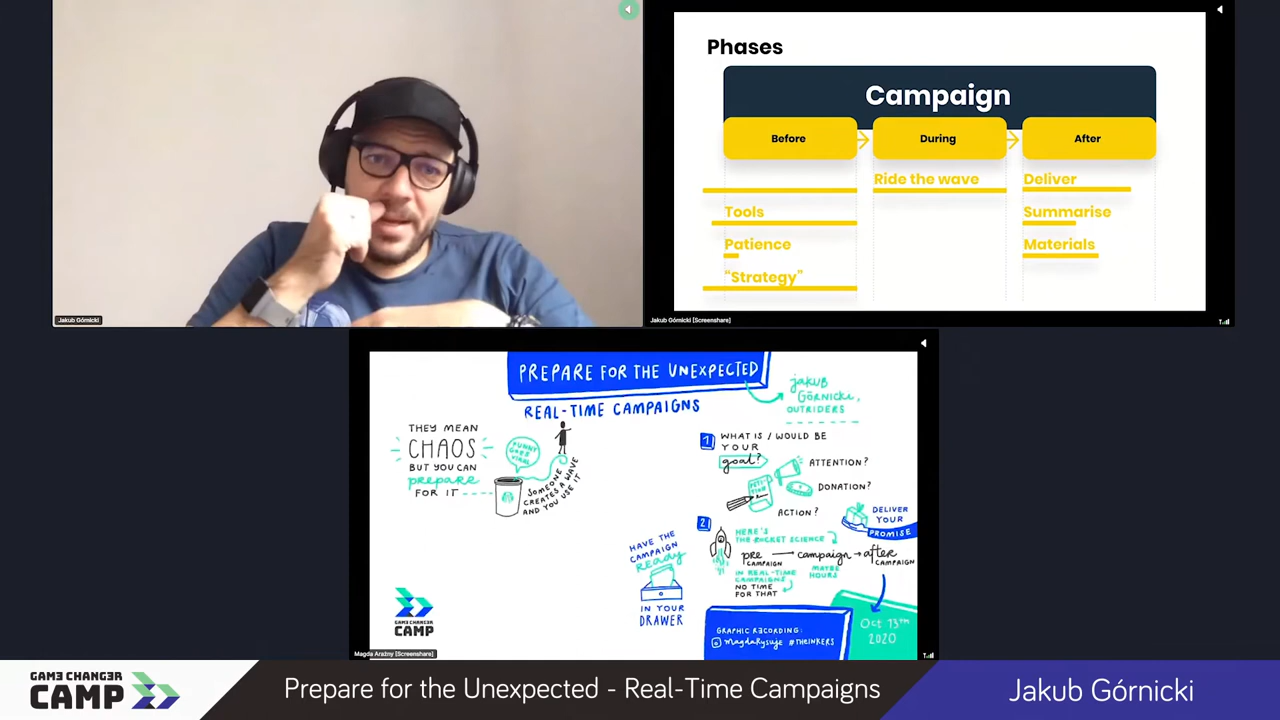 Jakub Górnicki
Phases
Campaign
Before
During
After
Ride the wave
Deliver
Tools
Summarise
Patience
Materials
"Strategy"
Jakub Górnicki [Screenshare]
PREPARE FOR THE UNEXPECTED
REAL-TIME CAMPAIGNS
jakub
GÓRNICKI,
OUTRIDERS
THEY MEAN
CHAOS
BUT YOU CAN
prepare
FOR IT
FUNNY
GOES
VIRAL
SOMEONE
CREATES A WAVE
AND YOU USE IT
1
WHAT IS / WOULD BE
YOUR
goal?
ATTENTION?
DONATION?
PETITION
ACTION?
DELIVER
YOUR
PROMISE
2
HERE'S
THE ROCKET SCIENCE
pre
CAMPAIGN
campaign
after
CAMPAIGN
IN REAL-TIME
CAMPAIGNS
NO TIME
FOR THAT
MAYBE
HOURS
HAVE THE
CAMPAIGN
READY
IN YOUR
DRAWER
GAME CHANGER
CAMP
GRAPHIC RECORDING:
magdaRysuje #THEINKERS
Oct 13TH
2020
Magda Arażny [Screenshare]
GAME CHANGER
CAMP
Prepare for the Unexpected - Real-Time Campaigns
Jakub Górnicki